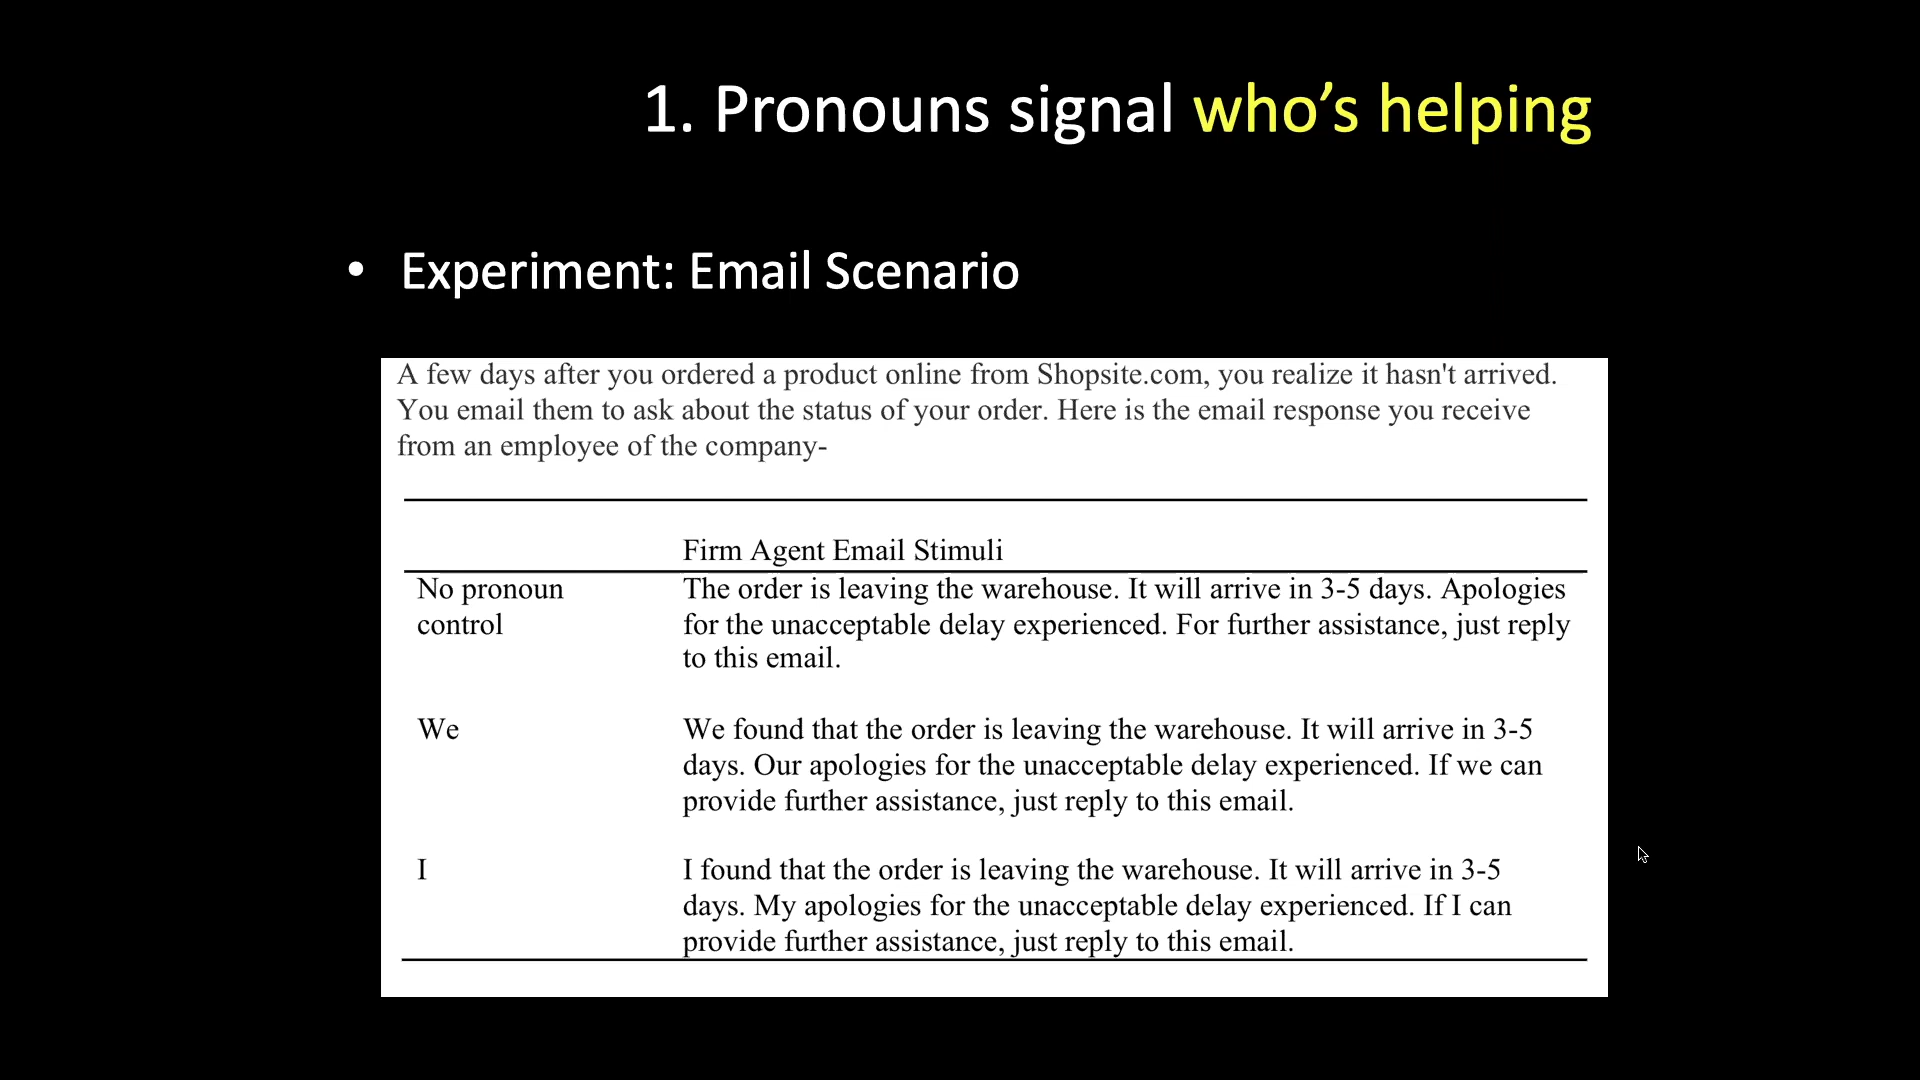 1. Pronouns signal who’s helping
• Experiment: Email Scenario
A few days after you ordered a product online from Shopsite.com, you realize it hasn't arrived.
You email them to ask about the status of your order. Here is the email response you receive
from an employee of the company-
Firm Agent Email Stimuli
No pronoun
control
The order is leaving the warehouse. It will arrive in 3-5 days. Apologies
for the unacceptable delay experienced. For further assistance, just reply
to this email.
We
We found that the order is leaving the warehouse. It will arrive in 3-5
days. Our apologies for the unacceptable delay experienced. If we can
provide further assistance, just reply to this email.
I
I found that the order is leaving the warehouse. It will arrive in 3-5
days. My apologies for the unacceptable delay experienced. If I can
provide further assistance, just reply to this email.